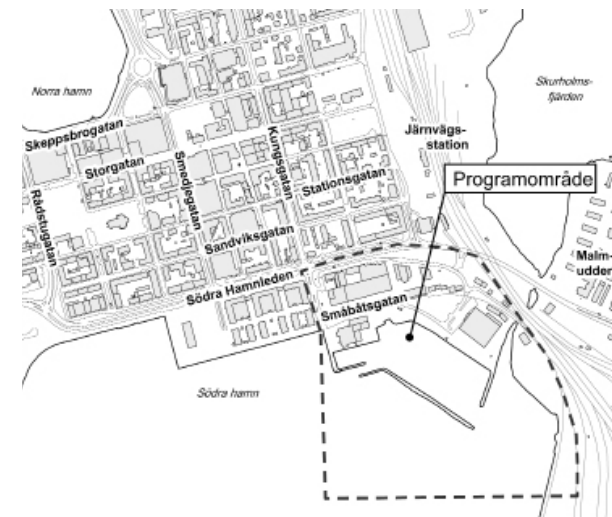 Norra hamn
Skurholms-
fjärden
Skeppsbrogatan
Storgatan
Smedjegatan
Kungsgatan
Järnvägs-
station
Programområde
Stationsgatan
Rådstugatan
Sandviksgatan
Malm-
udden
Södra Hamnleden
Småbåtsgatan
Södra hamn